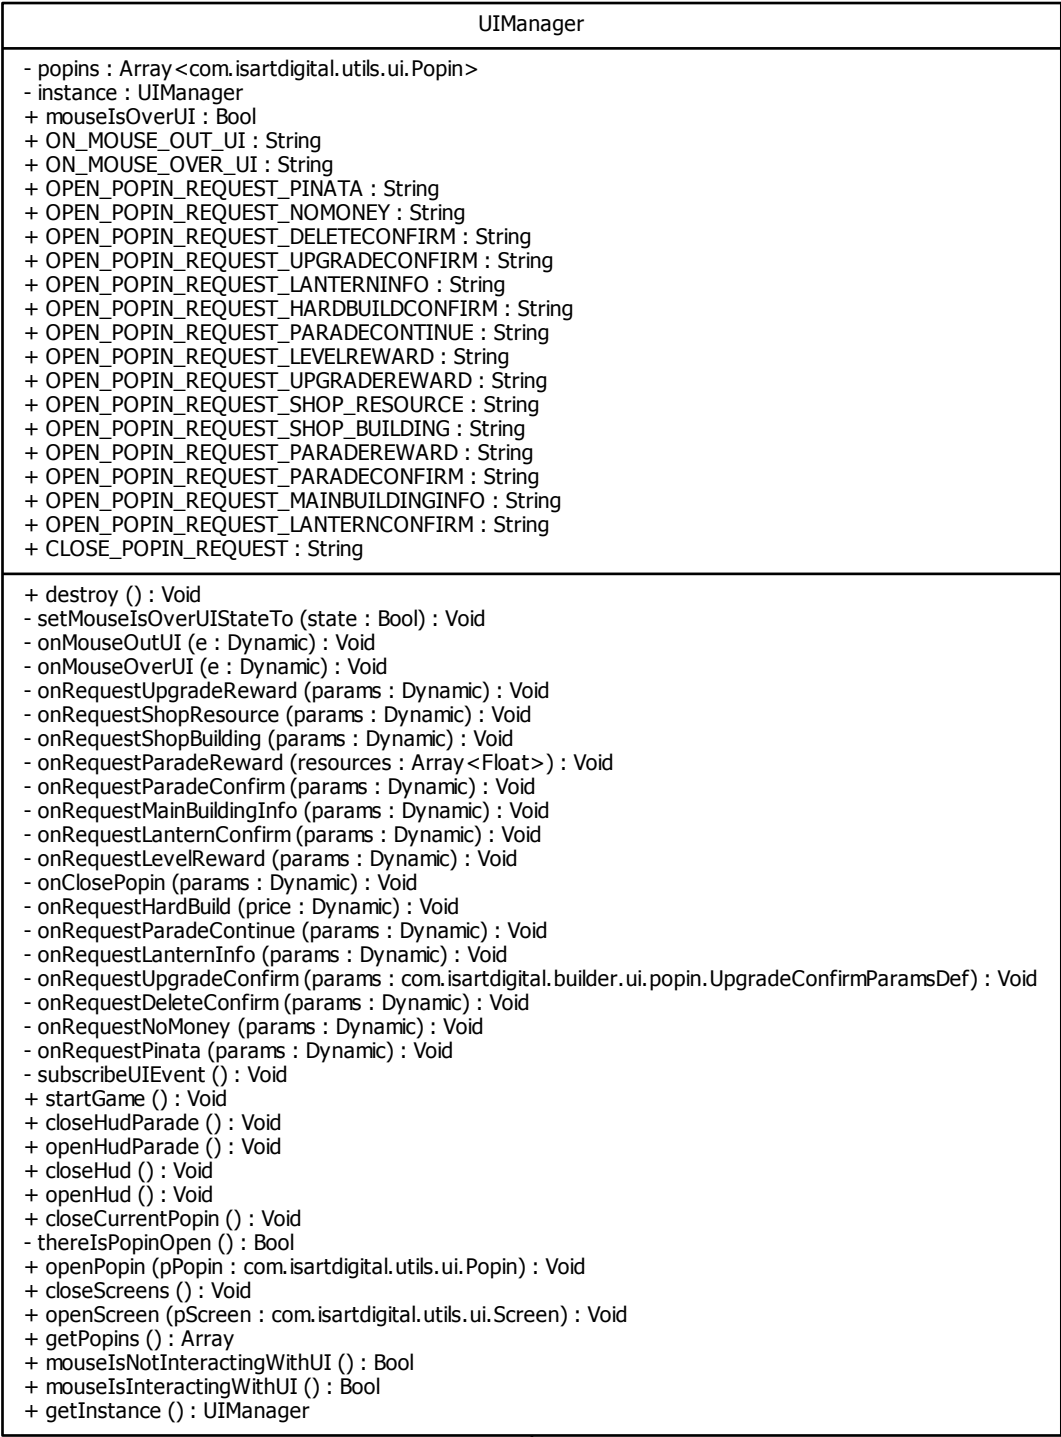 UIManager
- popins : Array<com.isartdigital.utils.ui.Popin>
- instance : UIManager
+ mouseIsOverUI : Bool
+ ON_MOUSE_OUT_UI : String
+ ON_MOUSE_OVER_UI : String
+ OPEN_POPIN_REQUEST_PINATA : String
+ OPEN_POPIN_REQUEST_NOMONEY : String
+ OPEN_POPIN_REQUEST_DELETECONFIRM : String
+ OPEN_POPIN_REQUEST_UPGRADECONFIRM : String
+ OPEN_POPIN_REQUEST_LANTERNINFO : String
+ OPEN_POPIN_REQUEST_HARDBUILDCONFIRM : String
+ OPEN_POPIN_REQUEST_PARADECONTINUE : String
+ OPEN_POPIN_REQUEST_LEVELREWARD : String
+ OPEN_POPIN_REQUEST_UPGRADEREWARD : String
+ OPEN_POPIN_REQUEST_SHOP_RESOURCE : String
+ OPEN_POPIN_REQUEST_SHOP_BUILDING : String
+ OPEN_POPIN_REQUEST_PARADEREWARD : String
+ OPEN_POPIN_REQUEST_PARADECONFIRM : String
+ OPEN_POPIN_REQUEST_MAINBUILDINGINFO : String
+ OPEN_POPIN_REQUEST_LANTERNCONFIRM : String
+ CLOSE_POPIN_REQUEST : String
+ destroy () : Void
- setMouseIsOverUIStateTo (state : Bool) : Void
- onMouseOutUI (e : Dynamic) : Void
- onMouseOverUI (e : Dynamic) : Void
- onRequestUpgradeReward (params : Dynamic) : Void
- onRequestShopResource (params : Dynamic) : Void
- onRequestShopBuilding (params : Dynamic) : Void
- onRequestParadeReward (resources : Array<Float>) : Void
- onRequestParadeConfirm (params : Dynamic) : Void
- onRequestMainBuildingInfo (params : Dynamic) : Void
- onRequestLanternConfirm (params : Dynamic) : Void
- onRequestLevelReward (params : Dynamic) : Void
- onClosePopin (params : Dynamic) : Void
- onRequestHardBuild (price : Dynamic) : Void
- onRequestParadeContinue (params : Dynamic) : Void
- onRequestLanternInfo (params : Dynamic) : Void
- onRequestUpgradeConfirm (params : com.isartdigital.builder.ui.popin.UpgradeConfirmParamsDef) : Void
- onRequestDeleteConfirm (params : Dynamic) : Void
- onRequestNoMoney (params : Dynamic) : Void
- onRequestPinata (params : Dynamic) : Void
- subscribeUIEvent () : Void
+ startGame () : Void
+ closeHudParade () : Void
+ openHudParade () : Void
+ closeHud () : Void
+ openHud () : Void
+ closeCurrentPopin () : Void
- thereIsPopinOpen () : Bool
+ openPopin (pPopin : com.isartdigital.utils.ui.Popin) : Void
+ closeScreens () : Void
+ openScreen (pScreen : com.isartdigital.utils.ui.Screen) : Void
+ getPopins () : Array
+ mouseIsNotInteractingWithUI () : Bool
+ mouseIsInteractingWithUI () : Bool
+ getInstance () : UIManager